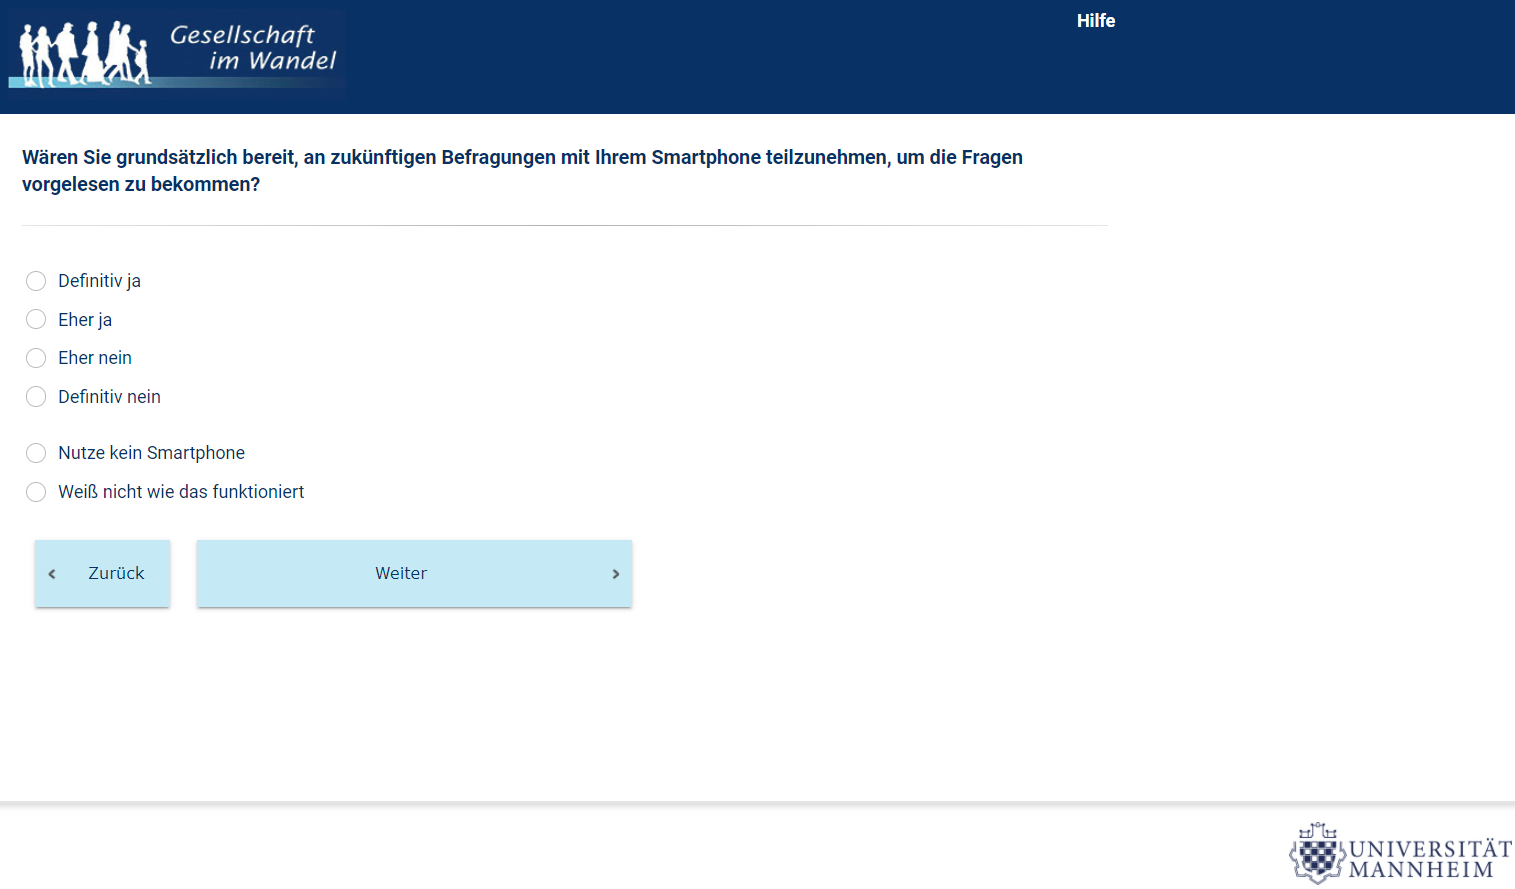 Gesellschaft
im Wandel
Hilfe
Wären Sie grundsätzlich bereit, an zukünftigen Befragungen mit Ihrem Smartphone teilzunehmen, um die Fragen
vorgelesen zu bekommen?
Definitiv ja
Eher ja
Eher nein
Definitiv nein
Nutze kein Smartphone
Weiß nicht wie das funktioniert
Zurück
Weiter
UNIVERSITÄT
MANNHEIM